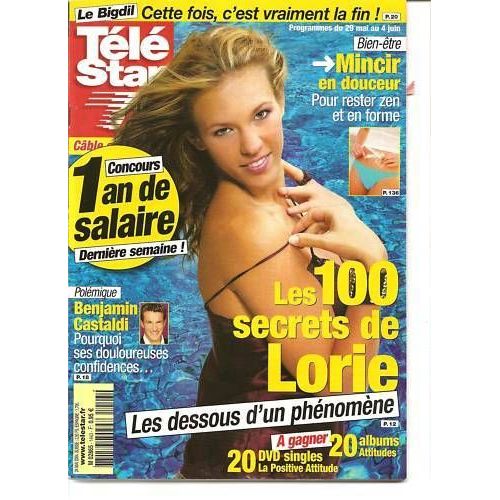 Le Bigdil Cette fois, c'est vraiment la fin ! P.20
Programmes du 29 mai au 4 juin
Télé
Star
Câble
Bien-être
Mincir
en douceur
Pour rester zen
et en forme
P.136
Concours
1 an de
salaire
Dernière semaine !
Polémique
Benjamin
Castaldi
Pourquoi
ses douloureuses
confidences...
P.18
Les 100
secrets de
Lorie
Les dessous d'un phénomène
P.12
A gagner
20 DVD singles
La Positive Attitude
20 albums
Attitudes
www.telestar.fr